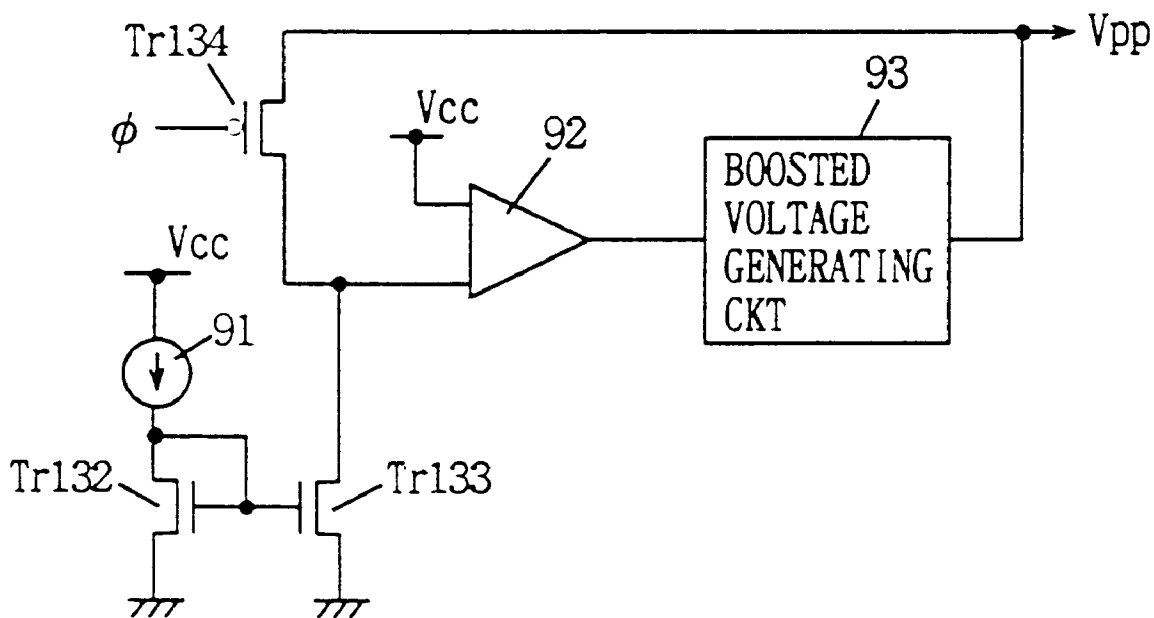 Tr134
Vpp
φ
Vcc
92
93
BOOSTED
VOLTAGE
GENERATING
CKT
Vcc
91
Tr132
Tr133